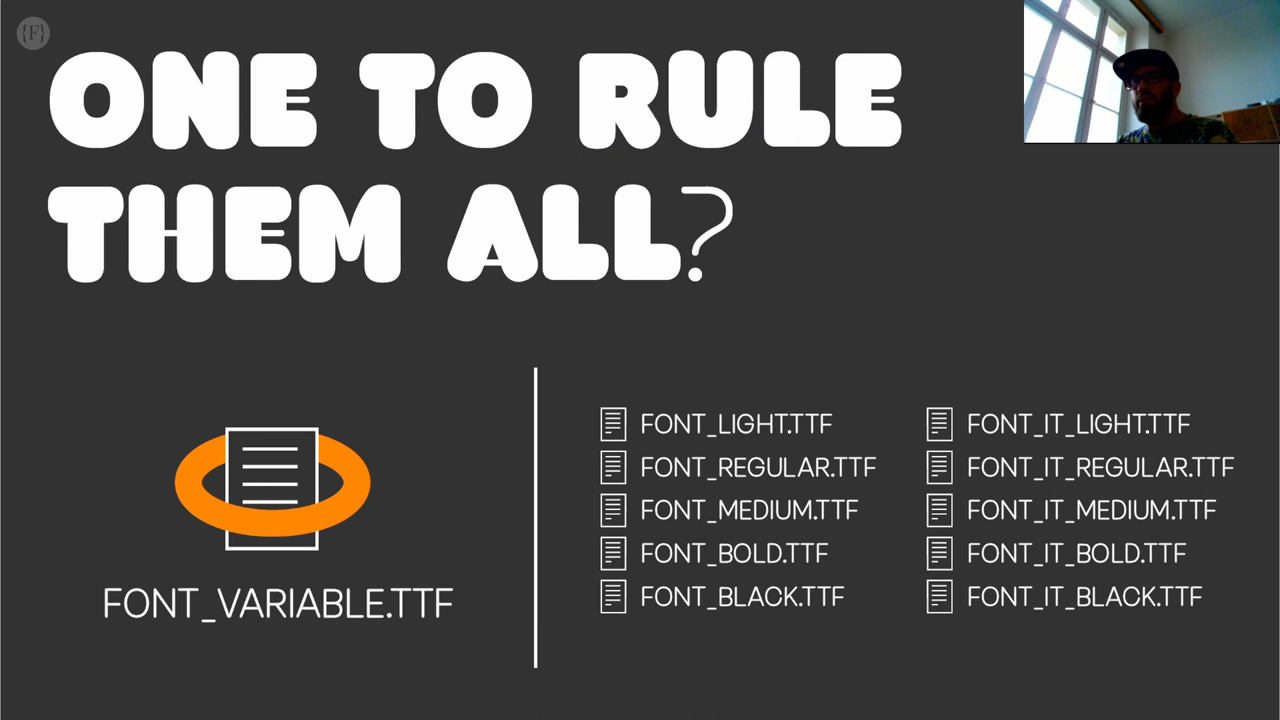 {F}
ONE TO RULE
THEM ALL?
FONT_VARIABLE.TTF
FONT_LIGHT.TTF
FONT_REGULAR.TTF
FONT_MEDIUM.TTF
FONT_BOLD.TTF
FONT_BLACK.TTF
FONT_IT_LIGHT.TTF
FONT_IT_REGULAR.TTF
FONT_IT_MEDIUM.TTF
FONT_IT_BOLD.TTF
FONT_IT_BLACK.TTF